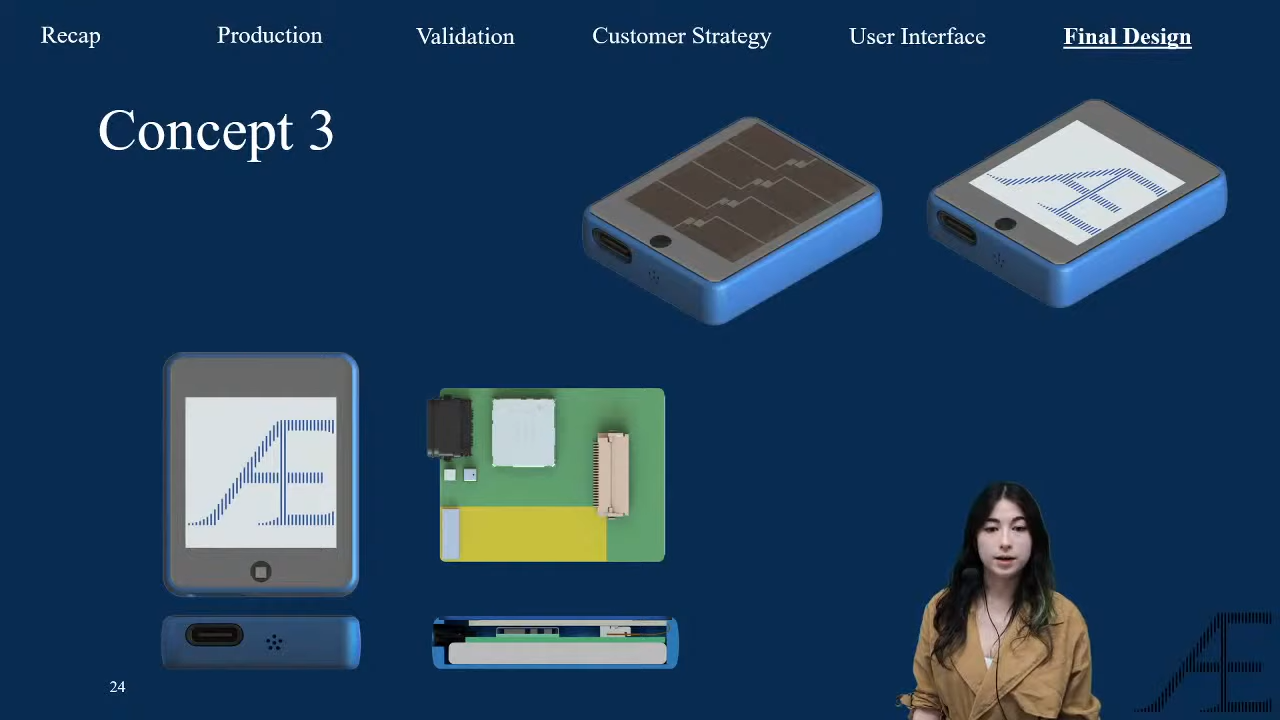 Recap Production Validation Customer Strategy User Interface Final Design
Concept 3
Æ
Æ
24
Æ